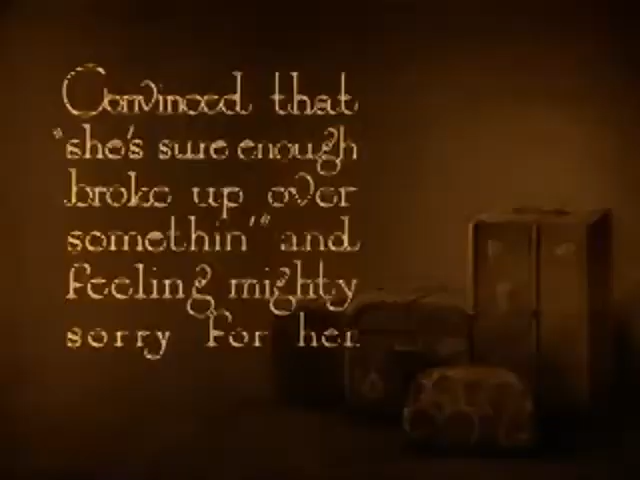 Convinced that
"she's sure enough
broke up over
somethin'" and
feeling mighty
sorry for her.